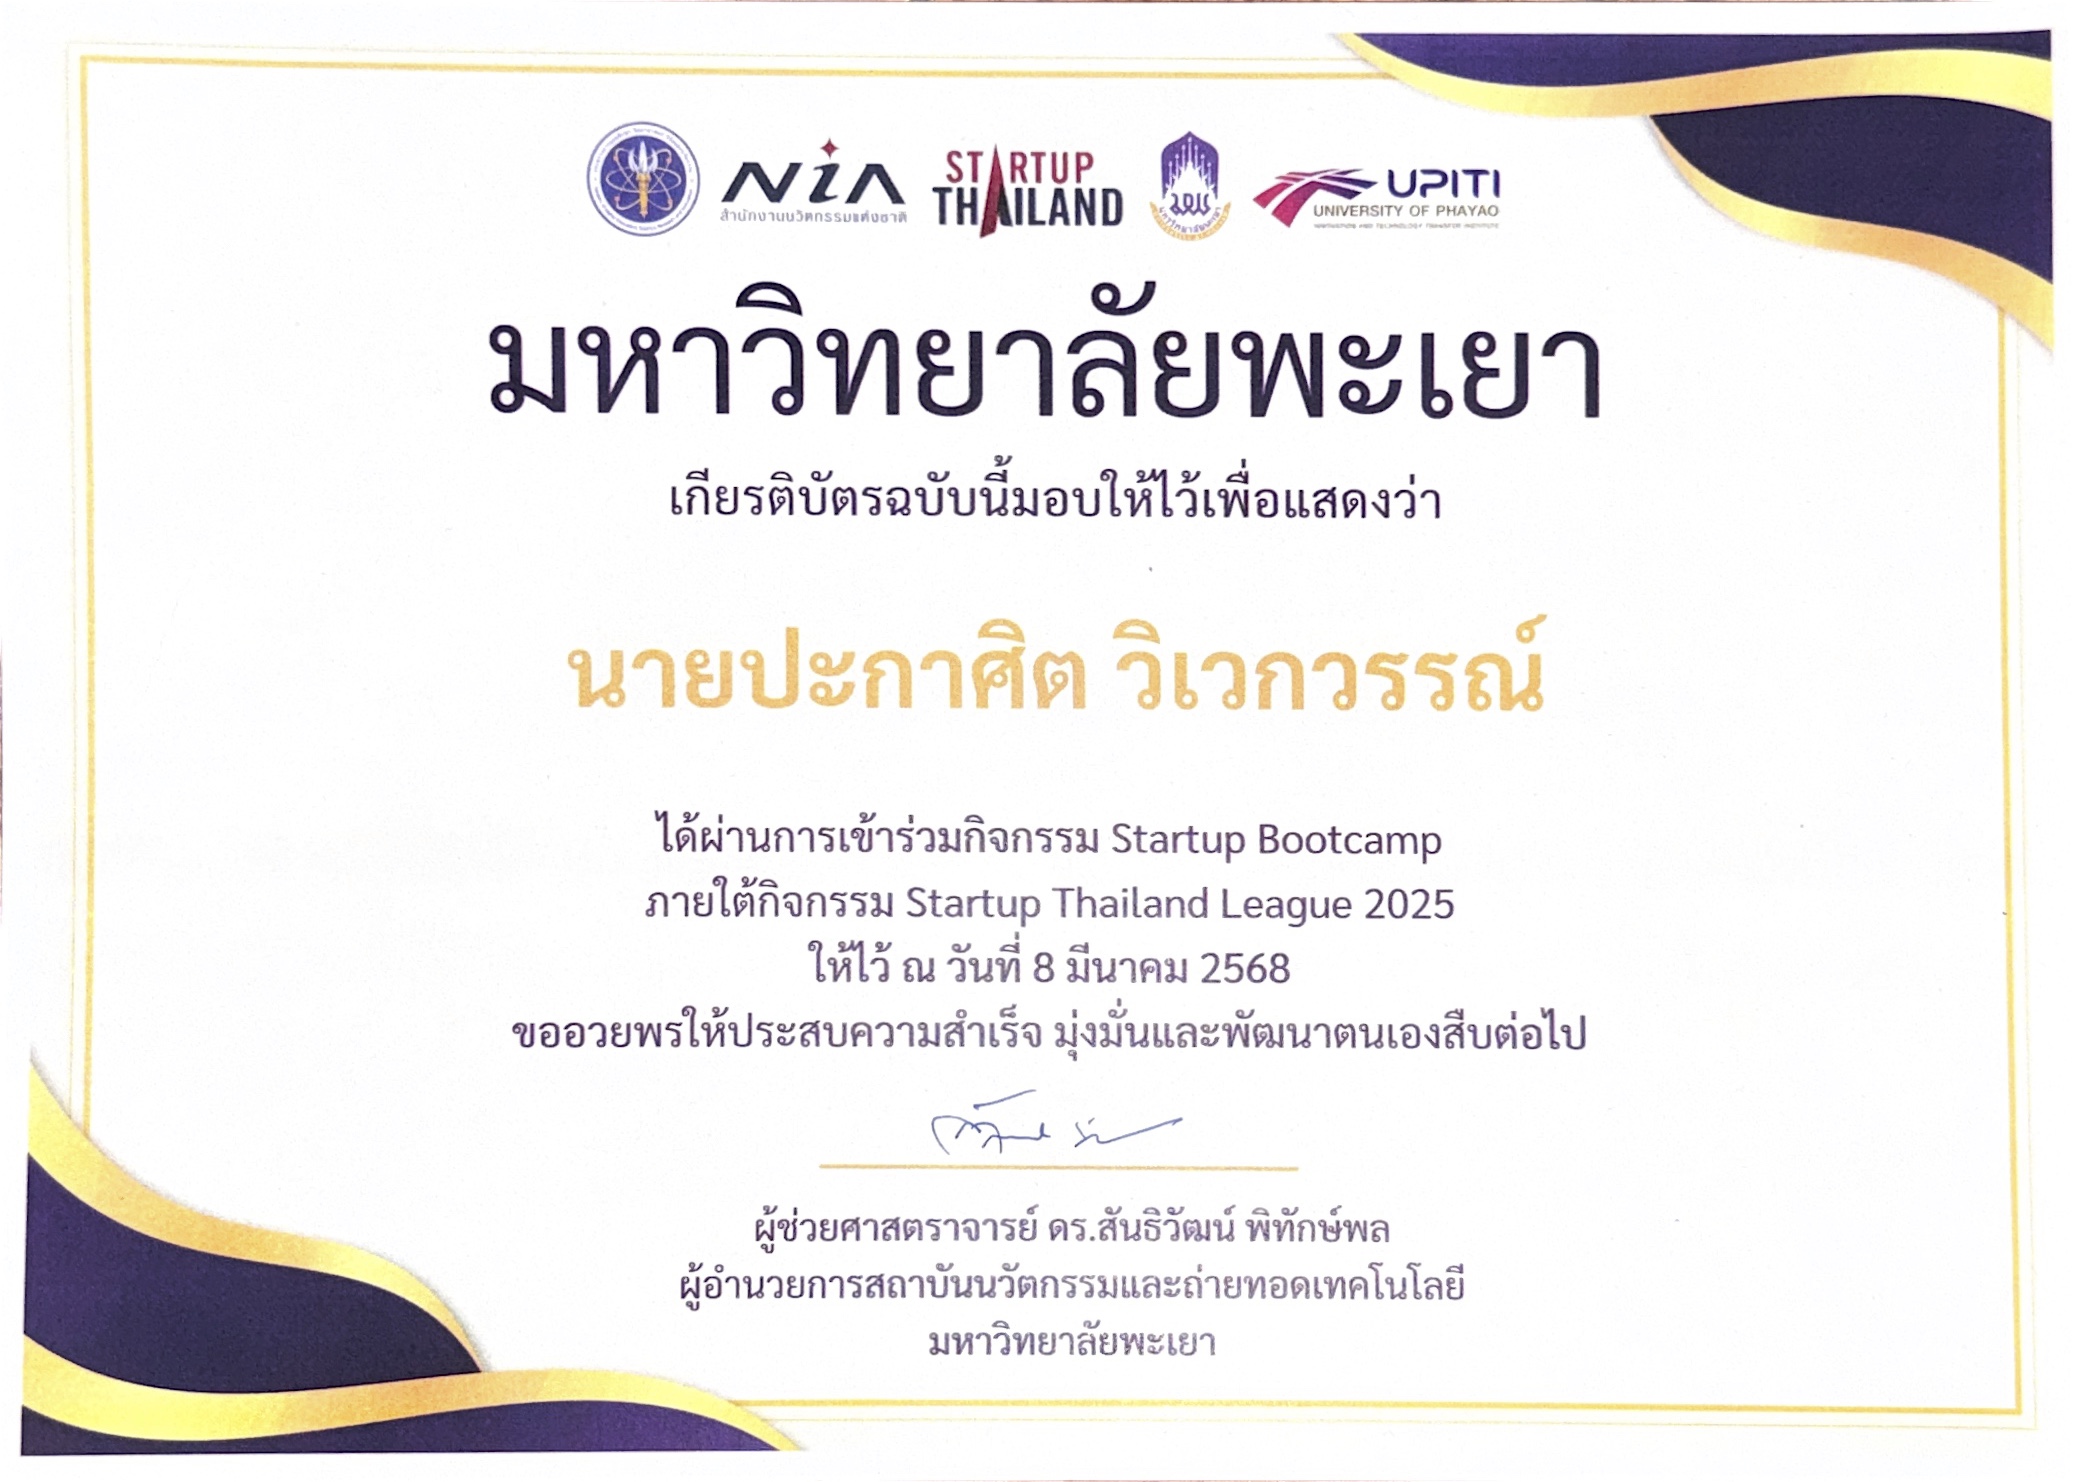 NiA
สำนักงานนวัตกรรมแห่งชาติ
STARTUP
THAILAND
มหาวิทยาลัยพะเยา
UPITI
UNIVERSITY OF PHAYAO
INNOVATION AND TECHNOLOGY TRANSFER INSTITUTE
มหาวิทยาลัยพะเยา
เกียรติบัตรฉบับนี้มอบให้ไว้เพื่อแสดงว่า
นายปะกาศิต วิเวกวรรณ์
ได้ผ่านการเข้าร่วมกิจกรรม Startup Bootcamp
ภายใต้กิจกรรม Startup Thailand League 2025
ให้ไว้ ณ วันที่ 8 มีนาคม 2568
ขออวยพรให้ประสบความสำเร็จ มุ่งมั่นและพัฒนาตนเองสืบต่อไป
ผู้ช่วยศาสตราจารย์ ดร.สันธิวัฒน์ พิทักษ์พล
ผู้อำนวยการสถาบันนวัตกรรมและถ่ายทอดเทคโนโลยี
มหาวิทยาลัยพะเยา